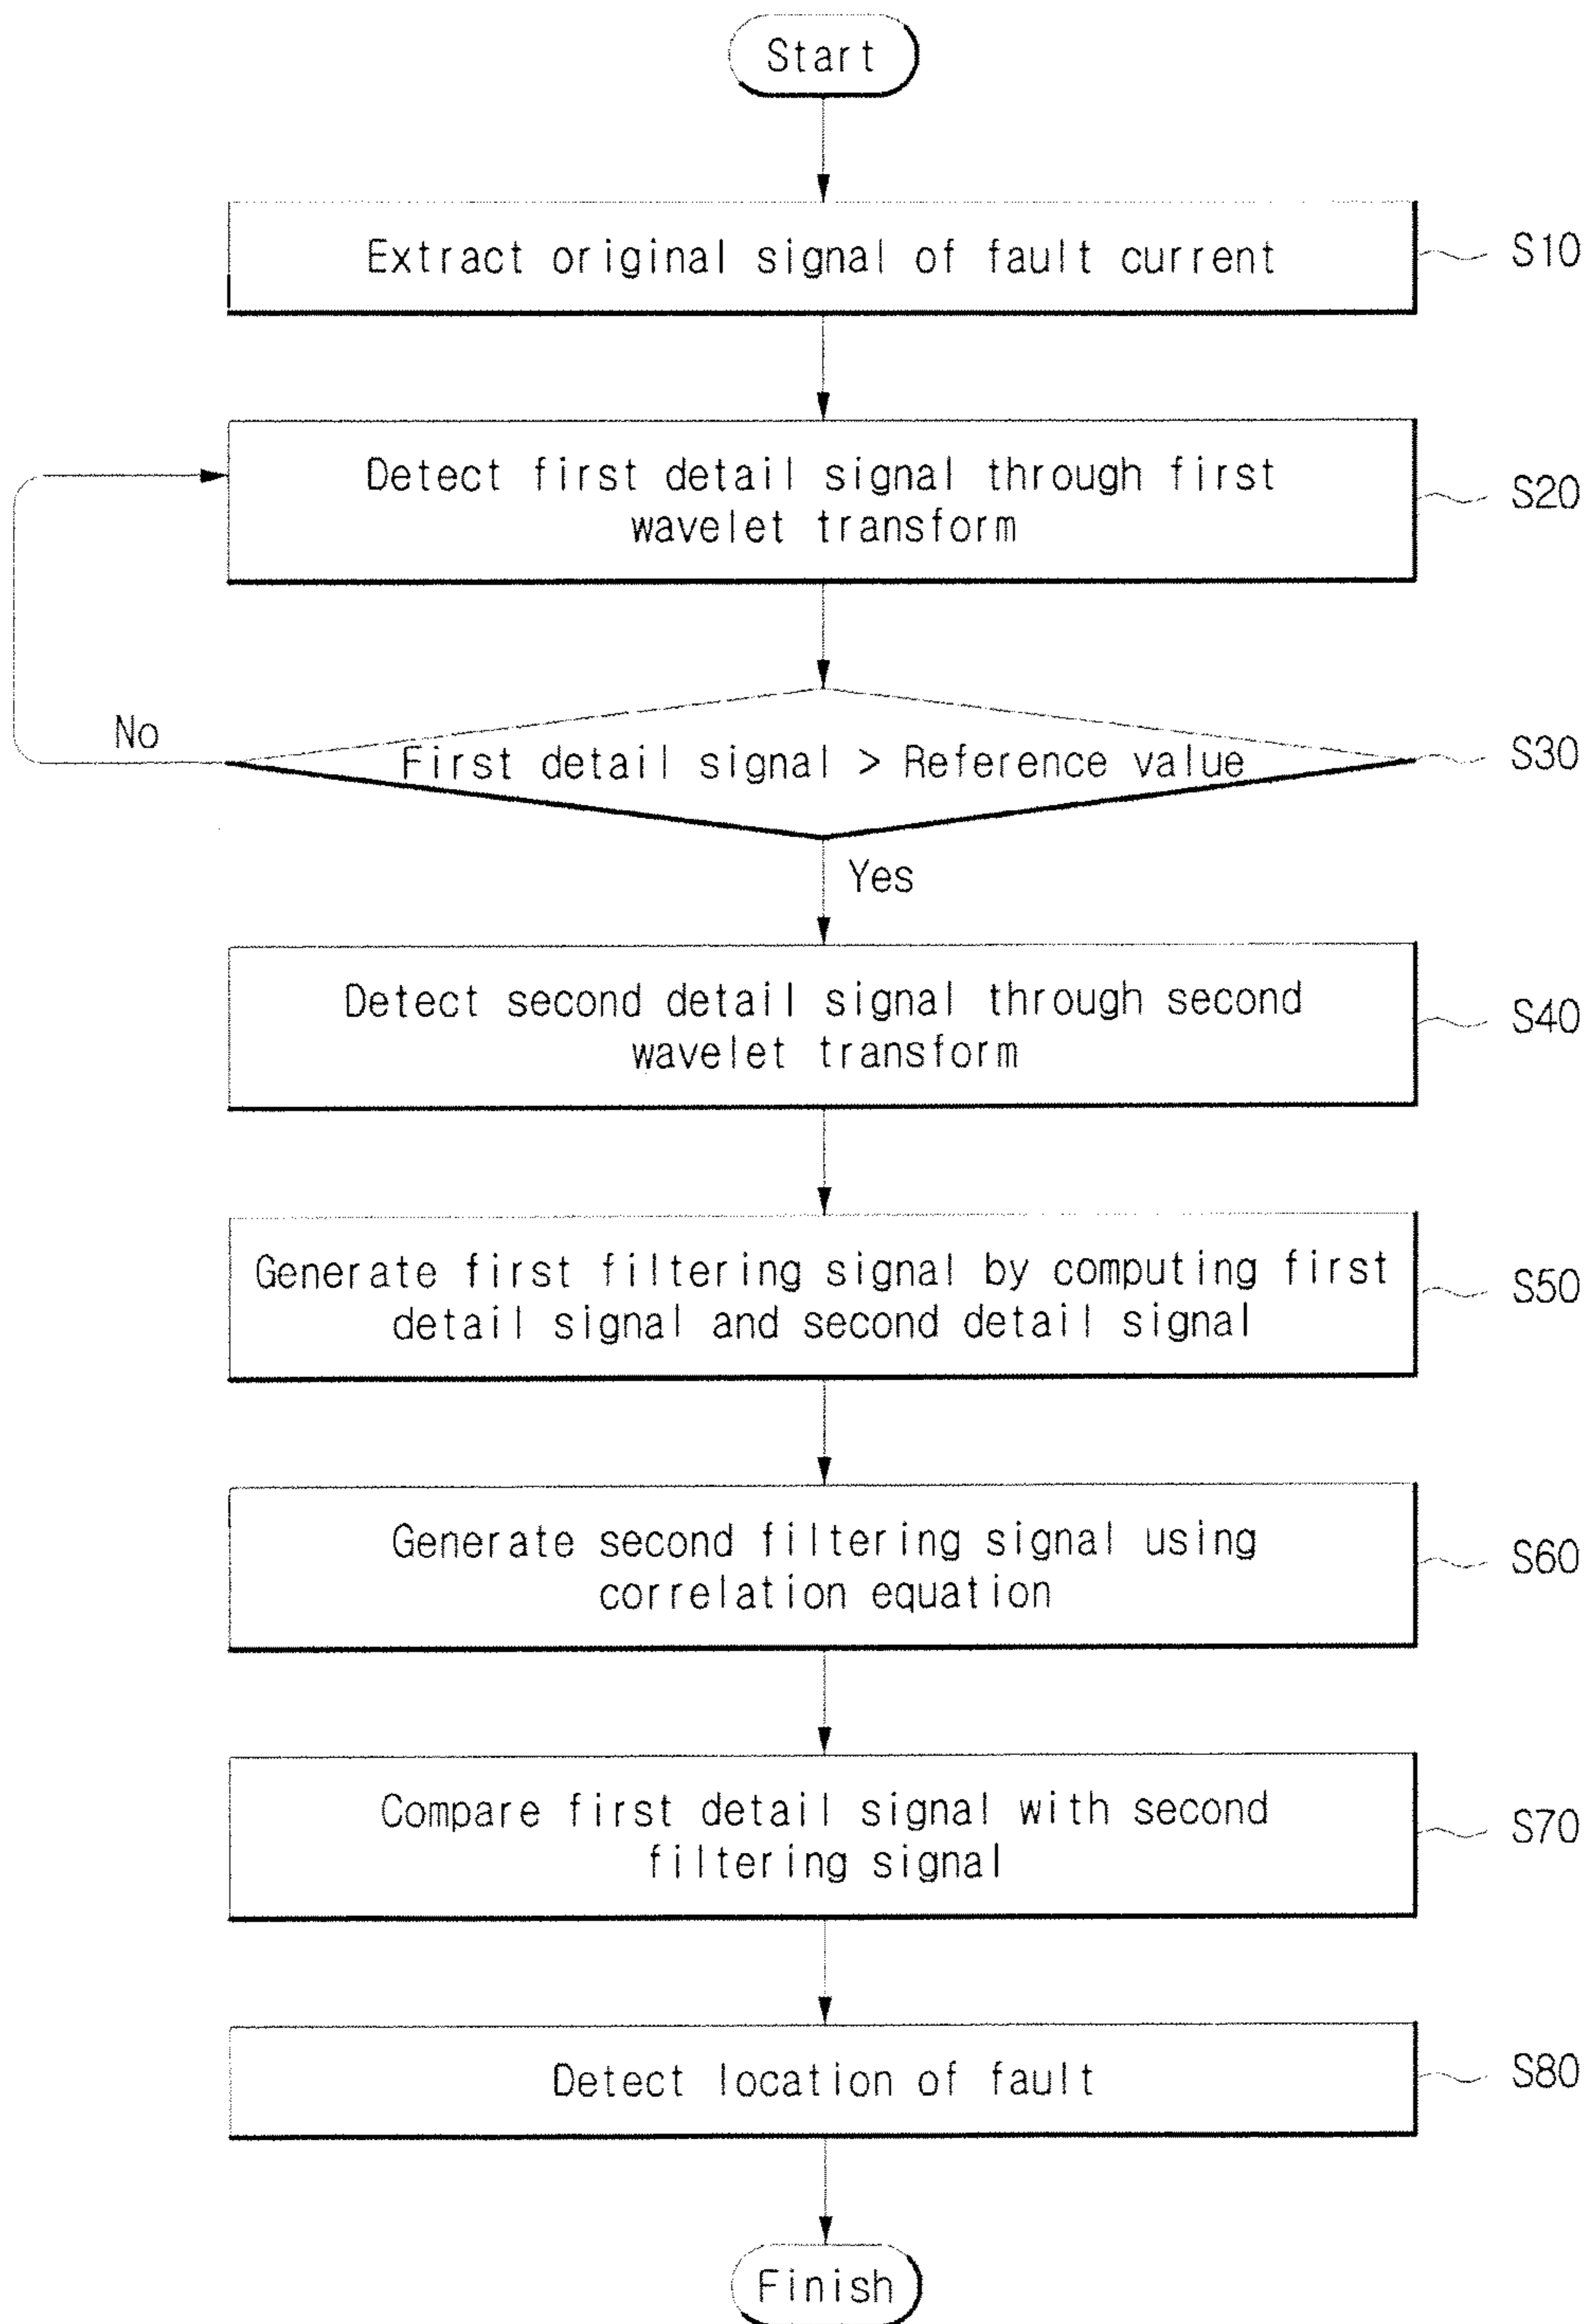 Start
Extract original signal of fault current
S10
Detect first detail signal through first
wavelet transform
S20
First detail signal > Reference value
S30
No
Yes
Detect second detail signal through second
wavelet transform
S40
Generate first filtering signal by computing first
detail signal and second detail signal
S50
Generate second filtering signal using
correlation equation
S60
Compare first detail signal with second
filtering signal
S70
Detect location of fault
S80
Finish